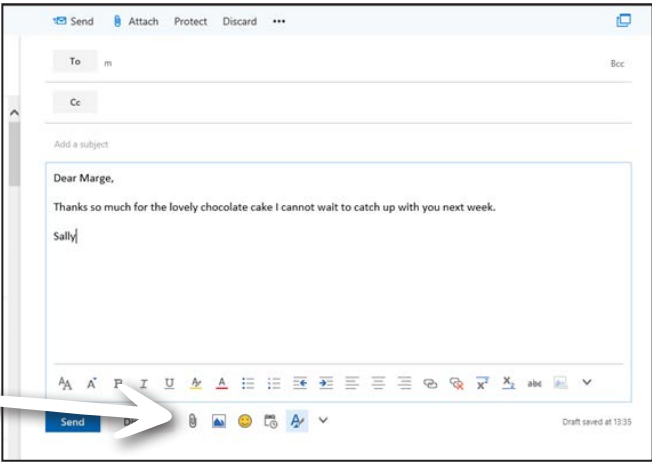 Send Attach Protect Discard •••
To m Bcc
Cc
Add a subject
Dear Marge,
Thanks so much for the lovely chocolate cake I cannot wait to catch up with you next week.
Sally
Send Draft saved at 13:35